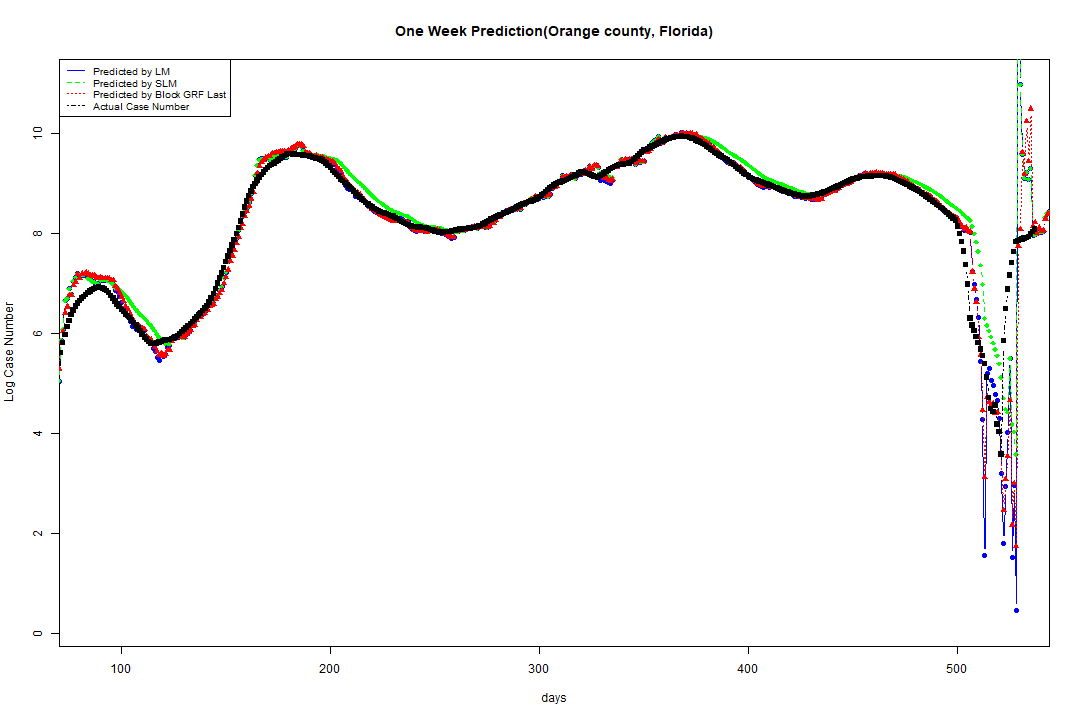 One Week Prediction(Orange county, Florida)
Predicted by LM
Predicted by SLM
Predicted by Block GRF Last
Actual Case Number
Log Case Number
10
8
6
4
2
0
100 200 300 400 500
days